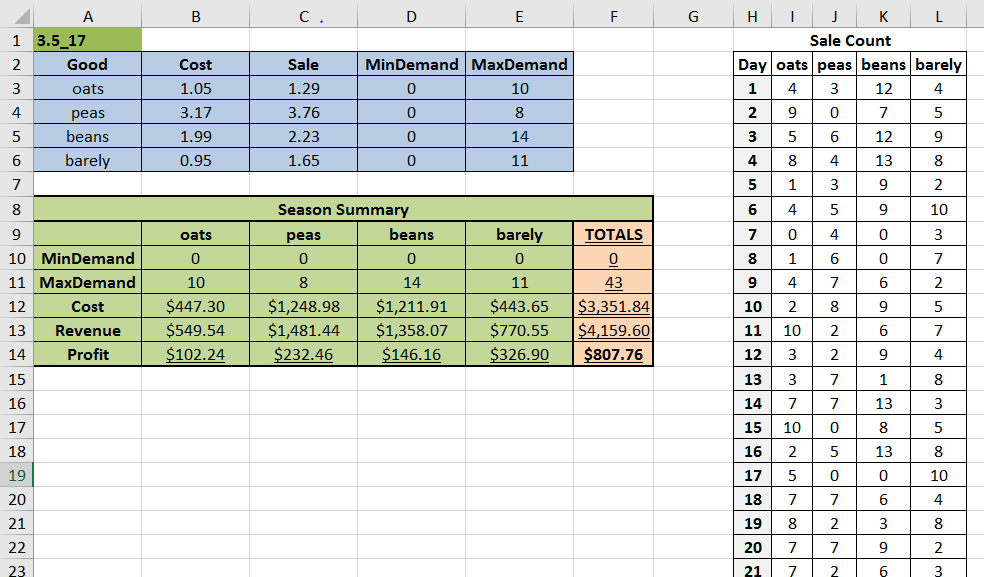 A B C . D E F G H I J K L
1 3.5_17 Sale Count
2 Good Cost Sale MinDemand MaxDemand Day oats peas beans barely
3 oats 1.05 1.29 0 10 1 4 3 12 4
4 peas 3.17 3.76 0 8 2 9 0 7 5
5 beans 1.99 2.23 0 14 3 5 6 12 9
6 barely 0.95 1.65 0 11 4 8 4 13 8
7 5 1 3 9 2
8 Season Summary 6 4 5 9 10
9 oats peas beans barely TOTALS 7 0 4 0 3
10 MinDemand 0 0 0 0 0 8 1 6 0 7
11 MaxDemand 10 8 14 11 43 9 4 7 6 2
12 Cost $447.30 $1,248.98 $1,211.91 $443.65 $3,351.84 10 2 8 9 5
13 Revenue $549.54 $1,481.44 $1,358.07 $770.55 $4,159.60 11 10 2 6 7
14 Profit $102.24 $232.46 $146.16 $326.90 $807.76 12 3 2 9 4
15 13 3 7 1 8
16 14 7 7 13 3
17 15 10 0 8 5
18 16 2 5 13 8
19 17 5 0 0 10
20 18 7 7 6 4
21 19 8 2 3 8
22 20 7 7 9 2
23 21 7 2 6 3